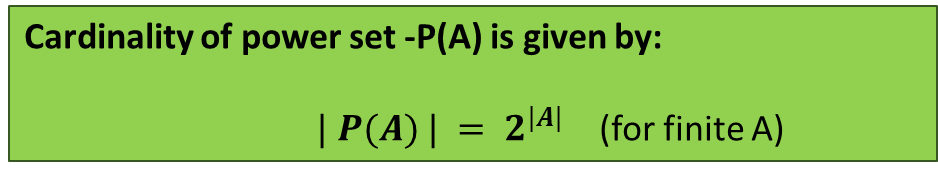 Cardinality of power set -P(A) is given by:
| P(A) | = 2^|A| (for finite A)